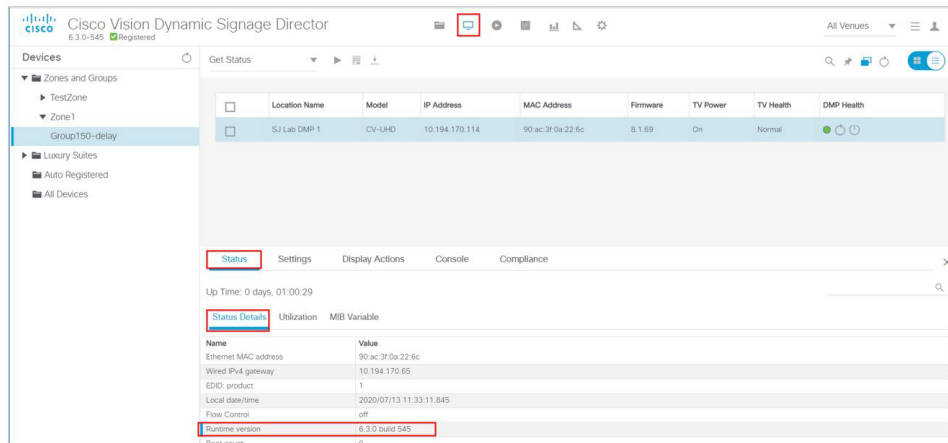 cisco Cisco Vision Dynamic Signage Director
6.3.0-545 Registered
All Venues
Devices
Get Status
Zones and Groups
TestZone
Zone1
Group150-delay
Luxury Suites
Auto Registered
All Devices
Location Name Model IP Address MAC Address Firmware TV Power TV Health DMP Health
SJ Lab DMP 1 CV-UHD 10.194.170.114 90:ac:3f:0a:22:6c 8.1.69 On Normal
Status Settings Display Actions Console Compliance
Up Time: 0 days, 01:00:29
Status Details Utilization MIB Variable
Name Value
Ethernet MAC address 90:ac:3f:0a:22:6c
Wired IPv4 gateway 10.194.170.65
EDID: product 1
Local date/time 2020/07/13 11:33:11.845
Flow Control off
Runtime version 6.3.0 build 545